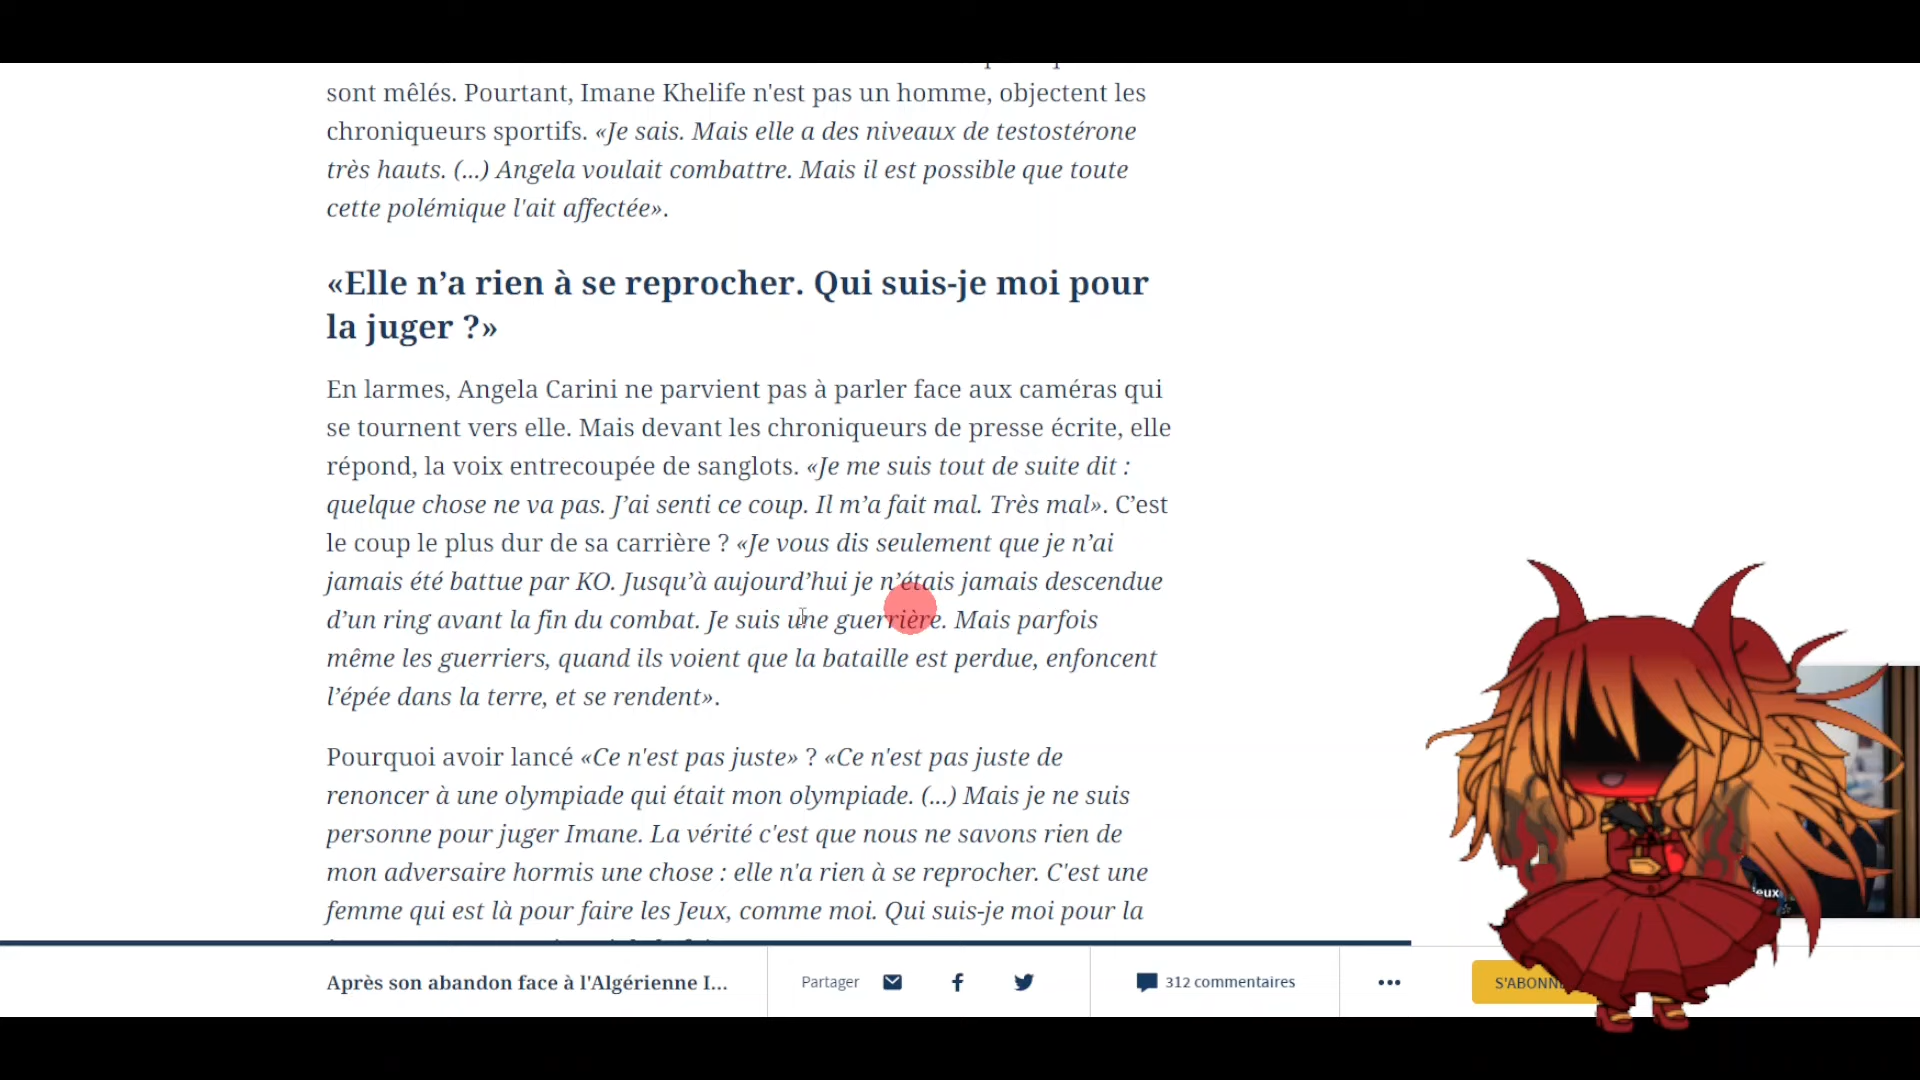 sont mêlés. Pourtant, Imane Khelife n'est pas un homme, objectent les
chroniqueurs sportifs. «Je sais. Mais elle a des niveaux de testostérone
très hauts. (...) Angela voulait combattre. Mais il est possible que toute
cette polémique l'ait affectée».
«Elle n’a rien à se reprocher. Qui suis-je moi pour
la juger ?»
En larmes, Angela Carini ne parvient pas à parler face aux caméras qui
se tournent vers elle. Mais devant les chroniqueurs de presse écrite, elle
répond, la voix entrecoupée de sanglots. «Je me suis tout de suite dit :
quelque chose ne va pas. J’ai senti ce coup. Il m’a fait mal. Très mal». C’est
le coup le plus dur de sa carrière ? «Je vous dis seulement que je n’ai
jamais été battue par KO. Jusqu’à aujourd’hui je n’étais jamais descendue
d’un ring avant la fin du combat. Je suis une guerrière. Mais parfois
même les guerriers, quand ils voient que la bataille est perdue, enfoncent
l’épée dans la terre, et se rendent».
Pourquoi avoir lancé «Ce n'est pas juste» ? «Ce n'est pas juste de
renoncer à une olympiade qui était mon olympiade. (...) Mais je ne suis
personne pour juger Imane. La vérité c'est que nous ne savons rien de
mon adversaire hormis une chose : elle n'a rien à se reprocher. C'est une
femme qui est là pour faire les Jeux, comme moi. Qui suis-je moi pour la
Après son abandon face à l'Algérienne I...
Partager
312 commentaires
S'ABONN
eux